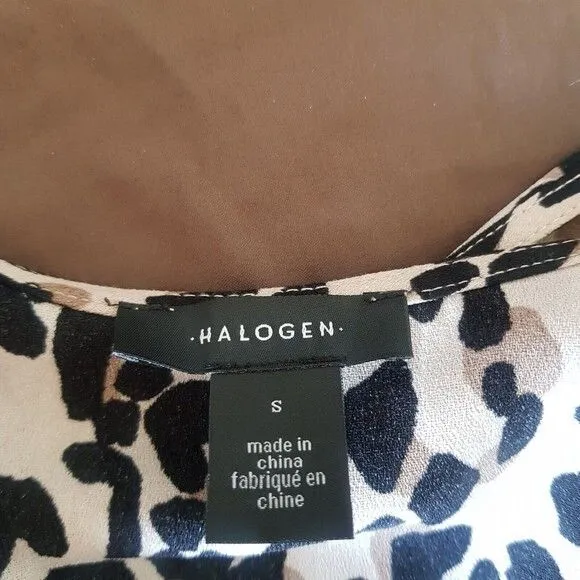 ·HALOGEN·
S
made in
china
fabriqué en
chine